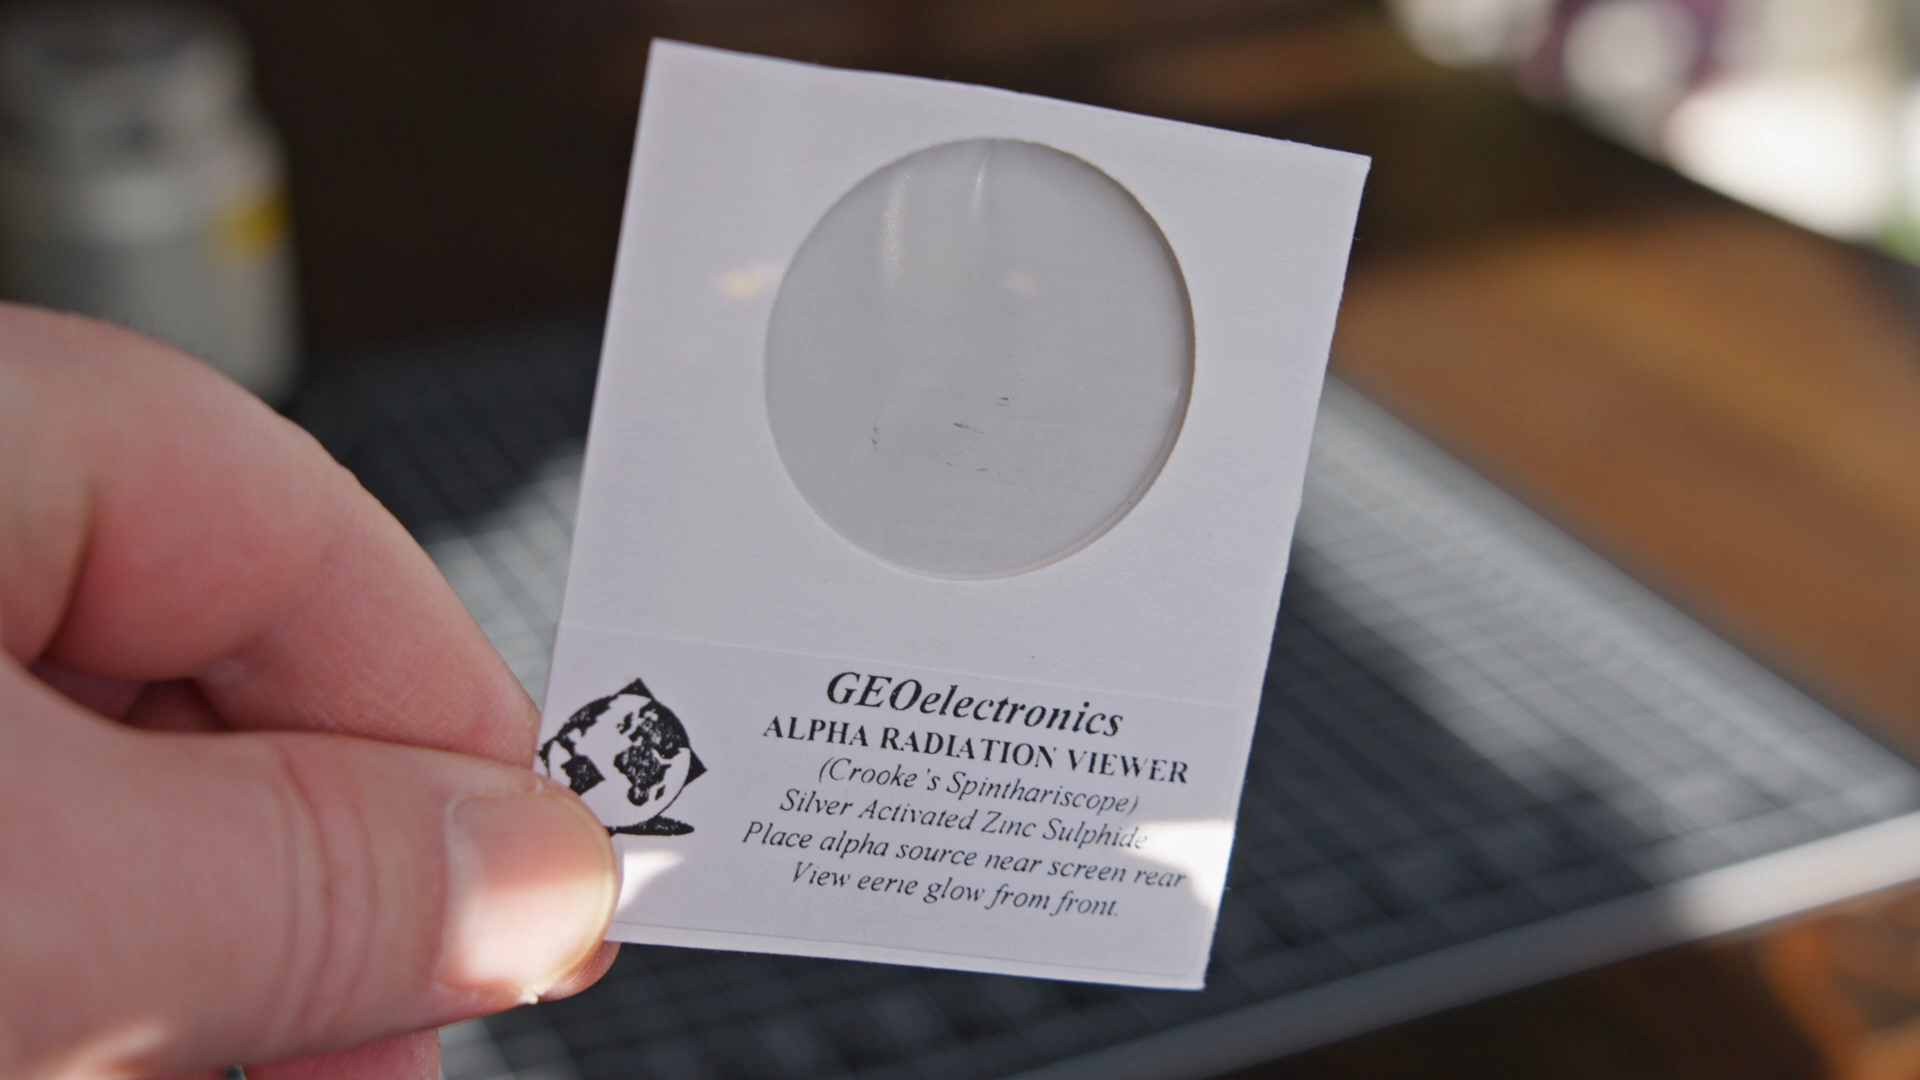 GEOelectronics
ALPHA RADIATION VIEWER
(Crooke's Spinthariscope)
Silver Activated Zinc Sulphide
Place alpha source near screen rear
View eerie glow from front.